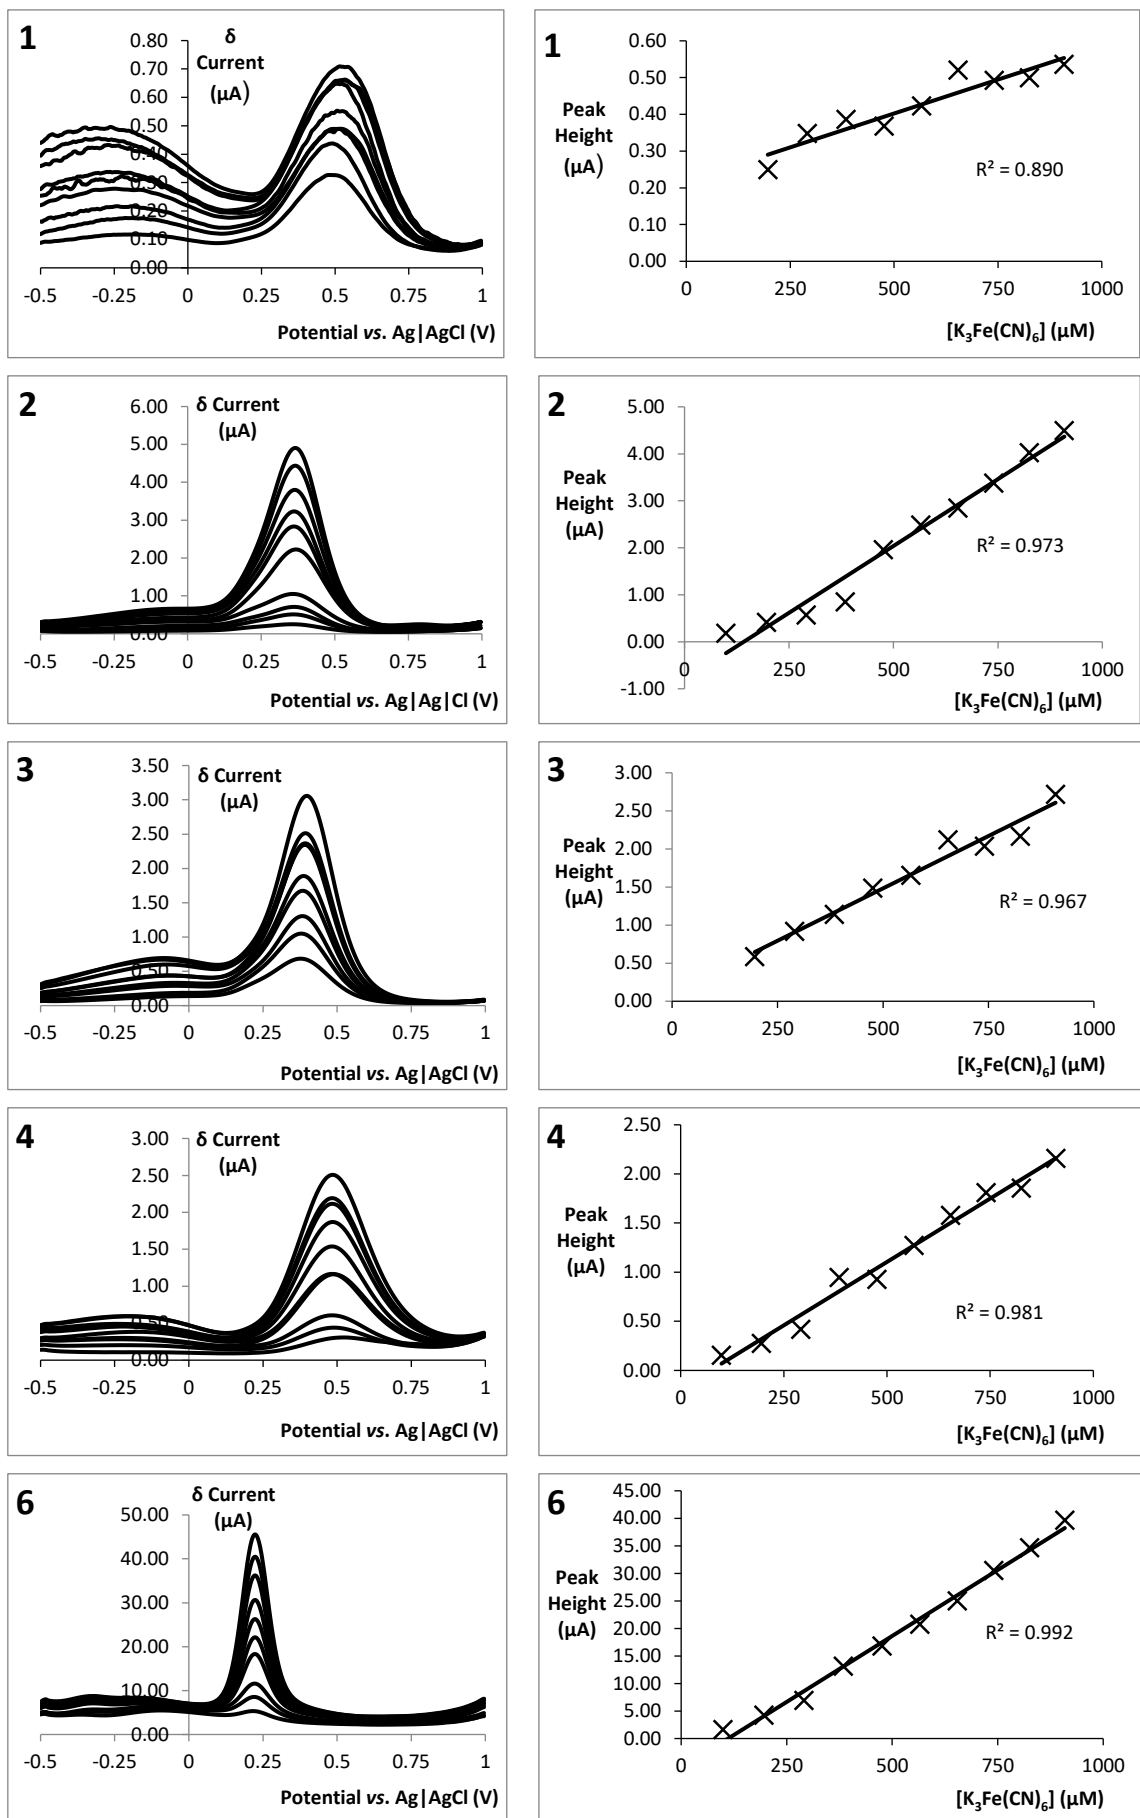 1
δ
Current
(μA)
0.80
0.70
0.60
0.50
0.40
0.30
0.20
0.10
0.00
-0.5 -0.25 0 0.25 0.5 0.75 1
Potential vs. Ag|AgCl (V)
1
Peak
Height
(μA)
0.60
0.50
0.40
0.30
0.20
0.10
0.00
R² = 0.890
0 250 500 750 1000
[K₃Fe(CN)₆] (μM)
2
δ Current
(μA)
6.00
5.00
4.00
3.00
2.00
1.00
0.00
-0.5 -0.25 0 0.25 0.5 0.75 1
Potential vs. Ag|Ag|Cl (V)
2
Peak
Height
(μA)
5.00
4.00
3.00
2.00
1.00
0.00
-1.00
R² = 0.973
0 250 500 750 1000
[K₃Fe(CN)₆] (μM)
3
δ Current
(μA)
3.50
3.00
2.50
2.00
1.50
1.00
0.50
0.00
-0.5 -0.25 0 0.25 0.5 0.75 1
Potential vs. Ag|AgCl (V)
3
Peak
Height
(μA)
3.00
2.50
2.00
1.50
1.00
0.50
0.00
R² = 0.967
0 250 500 750 1000
[K₃Fe(CN)₆] (μM)
4
δ Current
(μA)
3.00
2.50
2.00
1.50
1.00
0.50
0.00
-0.5 -0.25 0 0.25 0.5 0.75 1
Potential vs. Ag|AgCl (V)
4
Peak
Height
(μA)
2.50
2.00
1.50
1.00
0.50
0.00
R² = 0.981
0 250 500 750 1000
[K₃Fe(CN)₆] (μM)
6
δ Current
(μA)
50.00
40.00
30.00
20.00
10.00
0.00
-0.5 -0.25 0 0.25 0.5 0.75 1
Potential vs. Ag|AgCl (V)
6
Peak
Height
(μA)
45.00
40.00
35.00
30.00
25.00
20.00
15.00
10.00
5.00
0.00
R² = 0.992
0 250 500 750 1000
[K₃Fe(CN)₆] (μM)